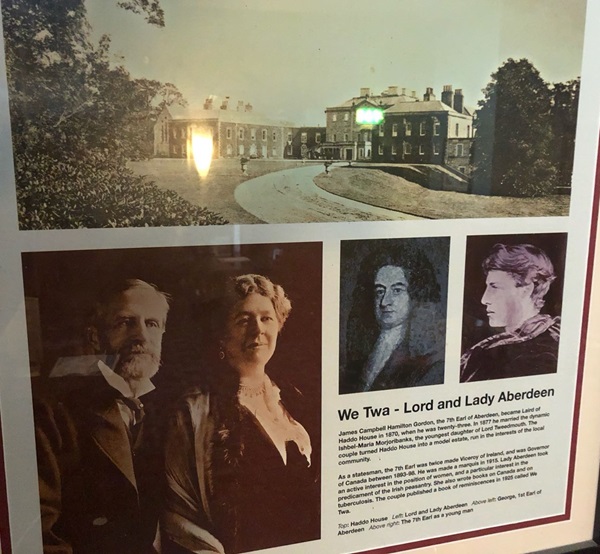 We Twa - Lord and Lady Aberdeen
James Campbell Hamilton Gordon, the 7th Earl of Aberdeen, became Laird of
Haddo House in 1870, when he was twenty-three. In 1877 he married the dynamic
Ishbel-Maria Marjoribanks, the youngest daughter of Lord Tweedmouth. The
couple turned Haddo House into a model estate, run in the interests of the local
community.
As a statesman, the 7th Earl was twice made Viceroy of Ireland, and was Governor
of Canada between 1893-98. He was made a marquis in 1915. Lady Aberdeen took
an active interest in the position of women, and a particular interest in the
predicament of the Irish peasantry. She also wrote books on Canada and on
tuberculosis. The couple published a book of reminiscences in 1925 called We
Twa.
Top: Haddo House Left: Lord and Lady Aberdeen Above left: George, 1st Earl of
Aberdeen Above right: The 7th Earl as a young man